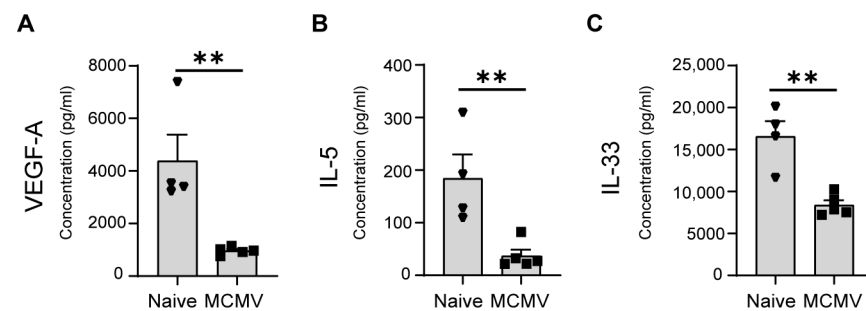 A
VEGF-A
Concentration (pg/ml)
8000
6000
4000
2000
0
**
Naive MCMV
B
IL-5
Concentration (pg/ml)
400
300
200
100
0
**
Naive MCMV
C
IL-33
Concentration (pg/ml)
25,000
20,000
15,000
10,000
5000
0
**
Naive MCMV